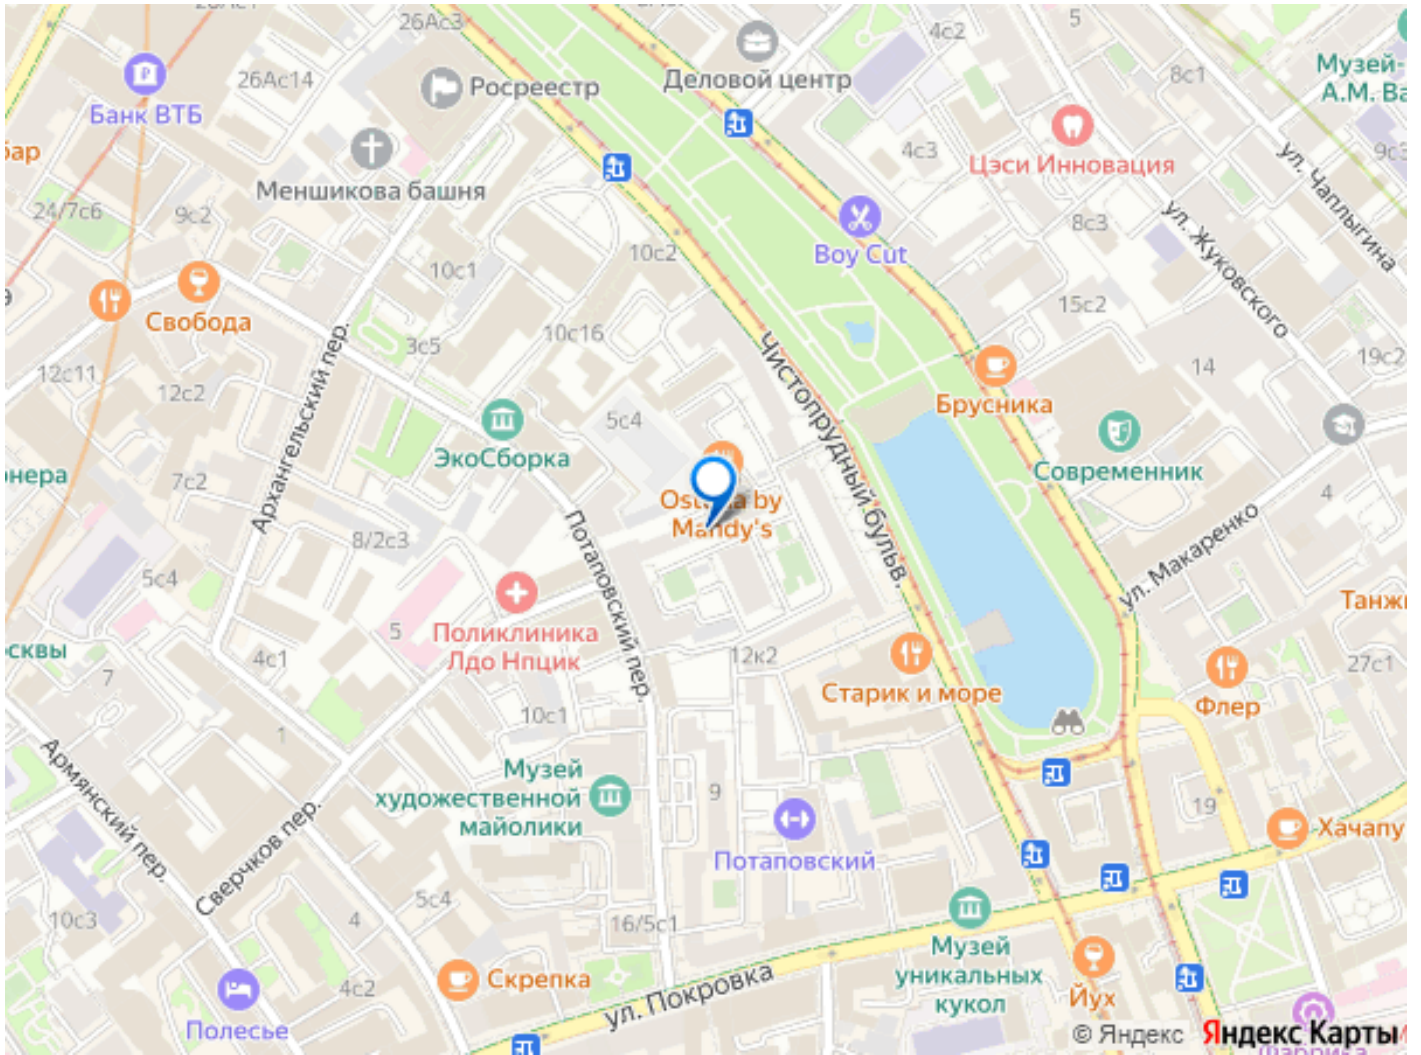 26Ас3
4с2
5
Деловой центр
8с1
Музей-
А.М. Ва
26Ас14
Росреестр
Банк ВТБ
бар
4с3
9с3
Цэси Инновация
ул. Чаплыгина
Меншикова башня
24/7с6
9с2
8с3
ул. Жуковского
10с2
Boy Cut
10с1
15с2
Свобода
10с16
3с5
Чистопрудный бульв.
19с2
12с11
12с2
14
Архангельский пер.
Брусника
5с4
ЭкоСборка
онера
7с2
Современник
4
Mandy's
Потаповский пер.
8/2с3
ул. Макаренко
5с4
Танжи
5
Поликлиника
Лдо Нпцик
сквы
4с1
12к2
27с1
7
Старик и море
Флер
10с1
1
Армянский пер.
Музей
художественной
майолики
9
19
Сверчков пер.
Хачапу
Потаповский
10с3
4
5с4
16/5с1
Музей
уникальных
кукол
Скрепка
4с2
ул. Покровка
Йух
Полесье
© Яндекс
Яндекс Карты